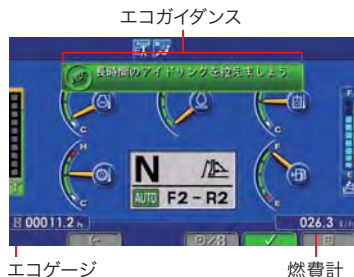 エコガイダンス
長時間のアイドリングを控えましょう
C
C
H
C
H
C
F
E
F
N
AUTO F2 - R2
00011.2 h
026.3
エコゲージ
燃費計